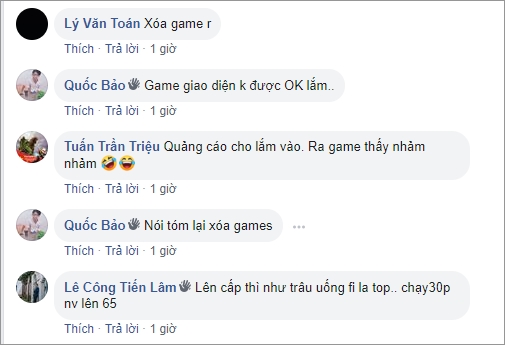 Lý Văn Toán Xóa game r
Thích · Trả lời · 1 giờ
Quốc Bảo👋 Game giao diện k được OK lắm..
Thích · Trả lời · 1 giờ
Tuấn Trần Triệu Quảng cáo cho lắm vào. Ra game thấy nhảm
nhảm 🤣😂
Thích · Trả lời · 1 giờ
Quốc Bảo👋 Nói tóm lại xóa games
Thích · Trả lời · 1 giờ
Lê Công Tiến Lâm👋 Lên cấp thì như trâu uống fi la top.. chạy30p
nv lên 65
Thích · Trả lời · 1 giờ